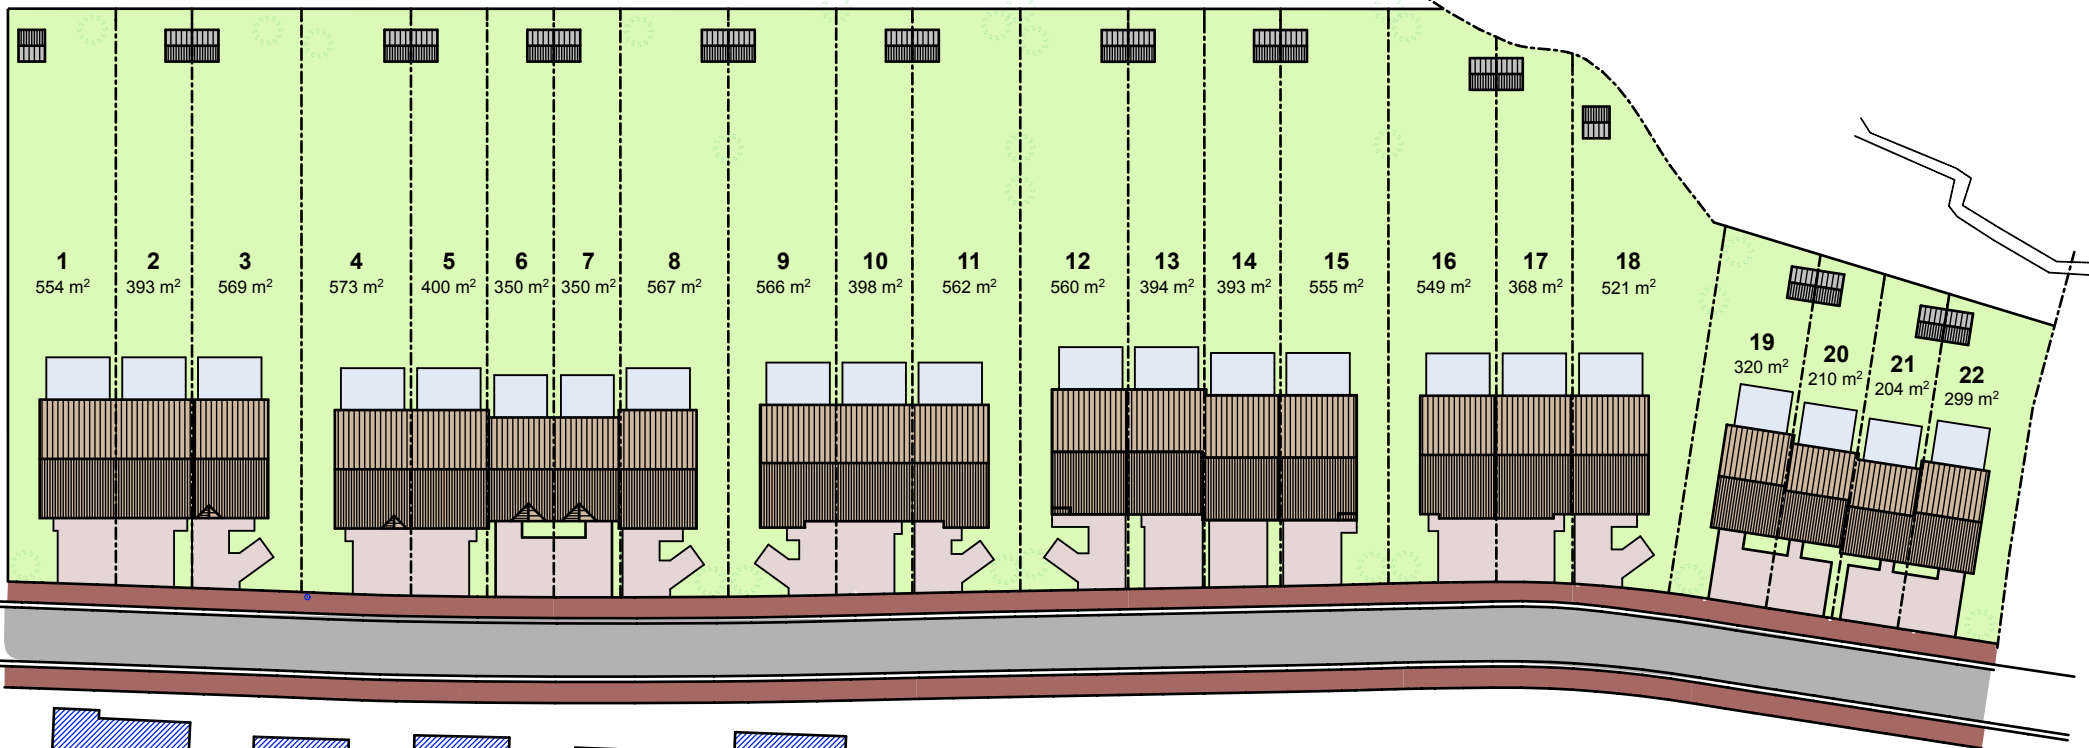 1
554 m²
2
393 m²
3
569 m²
4
573 m²
5
400 m²
6
350 m²
7
350 m²
8
567 m²
9
566 m²
10
398 m²
11
562 m²
12
560 m²
13
394 m²
14
393 m²
15
555 m²
16
549 m²
17
368 m²
18
521 m²
19
320 m²
20
210 m²
21
204 m²
22
299 m²